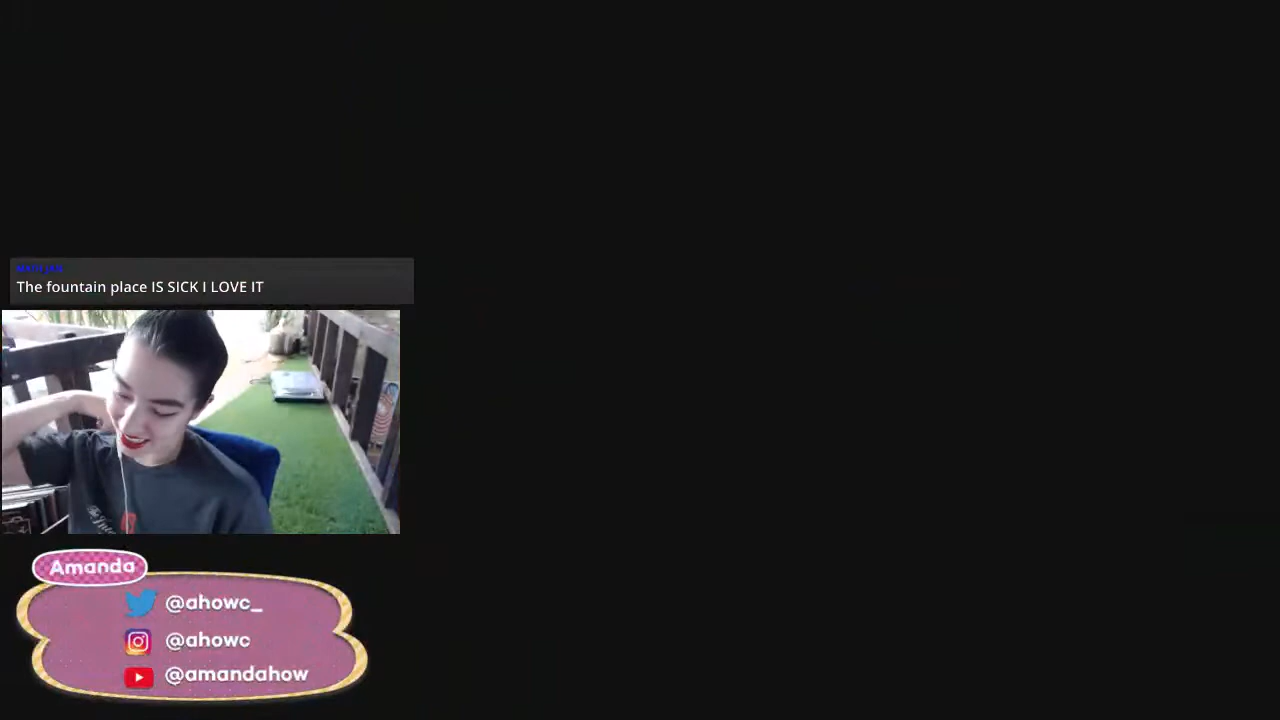 The fountain place IS SICK I LOVE IT
Amanda
@ahowc_
@ahowc
@amandahow